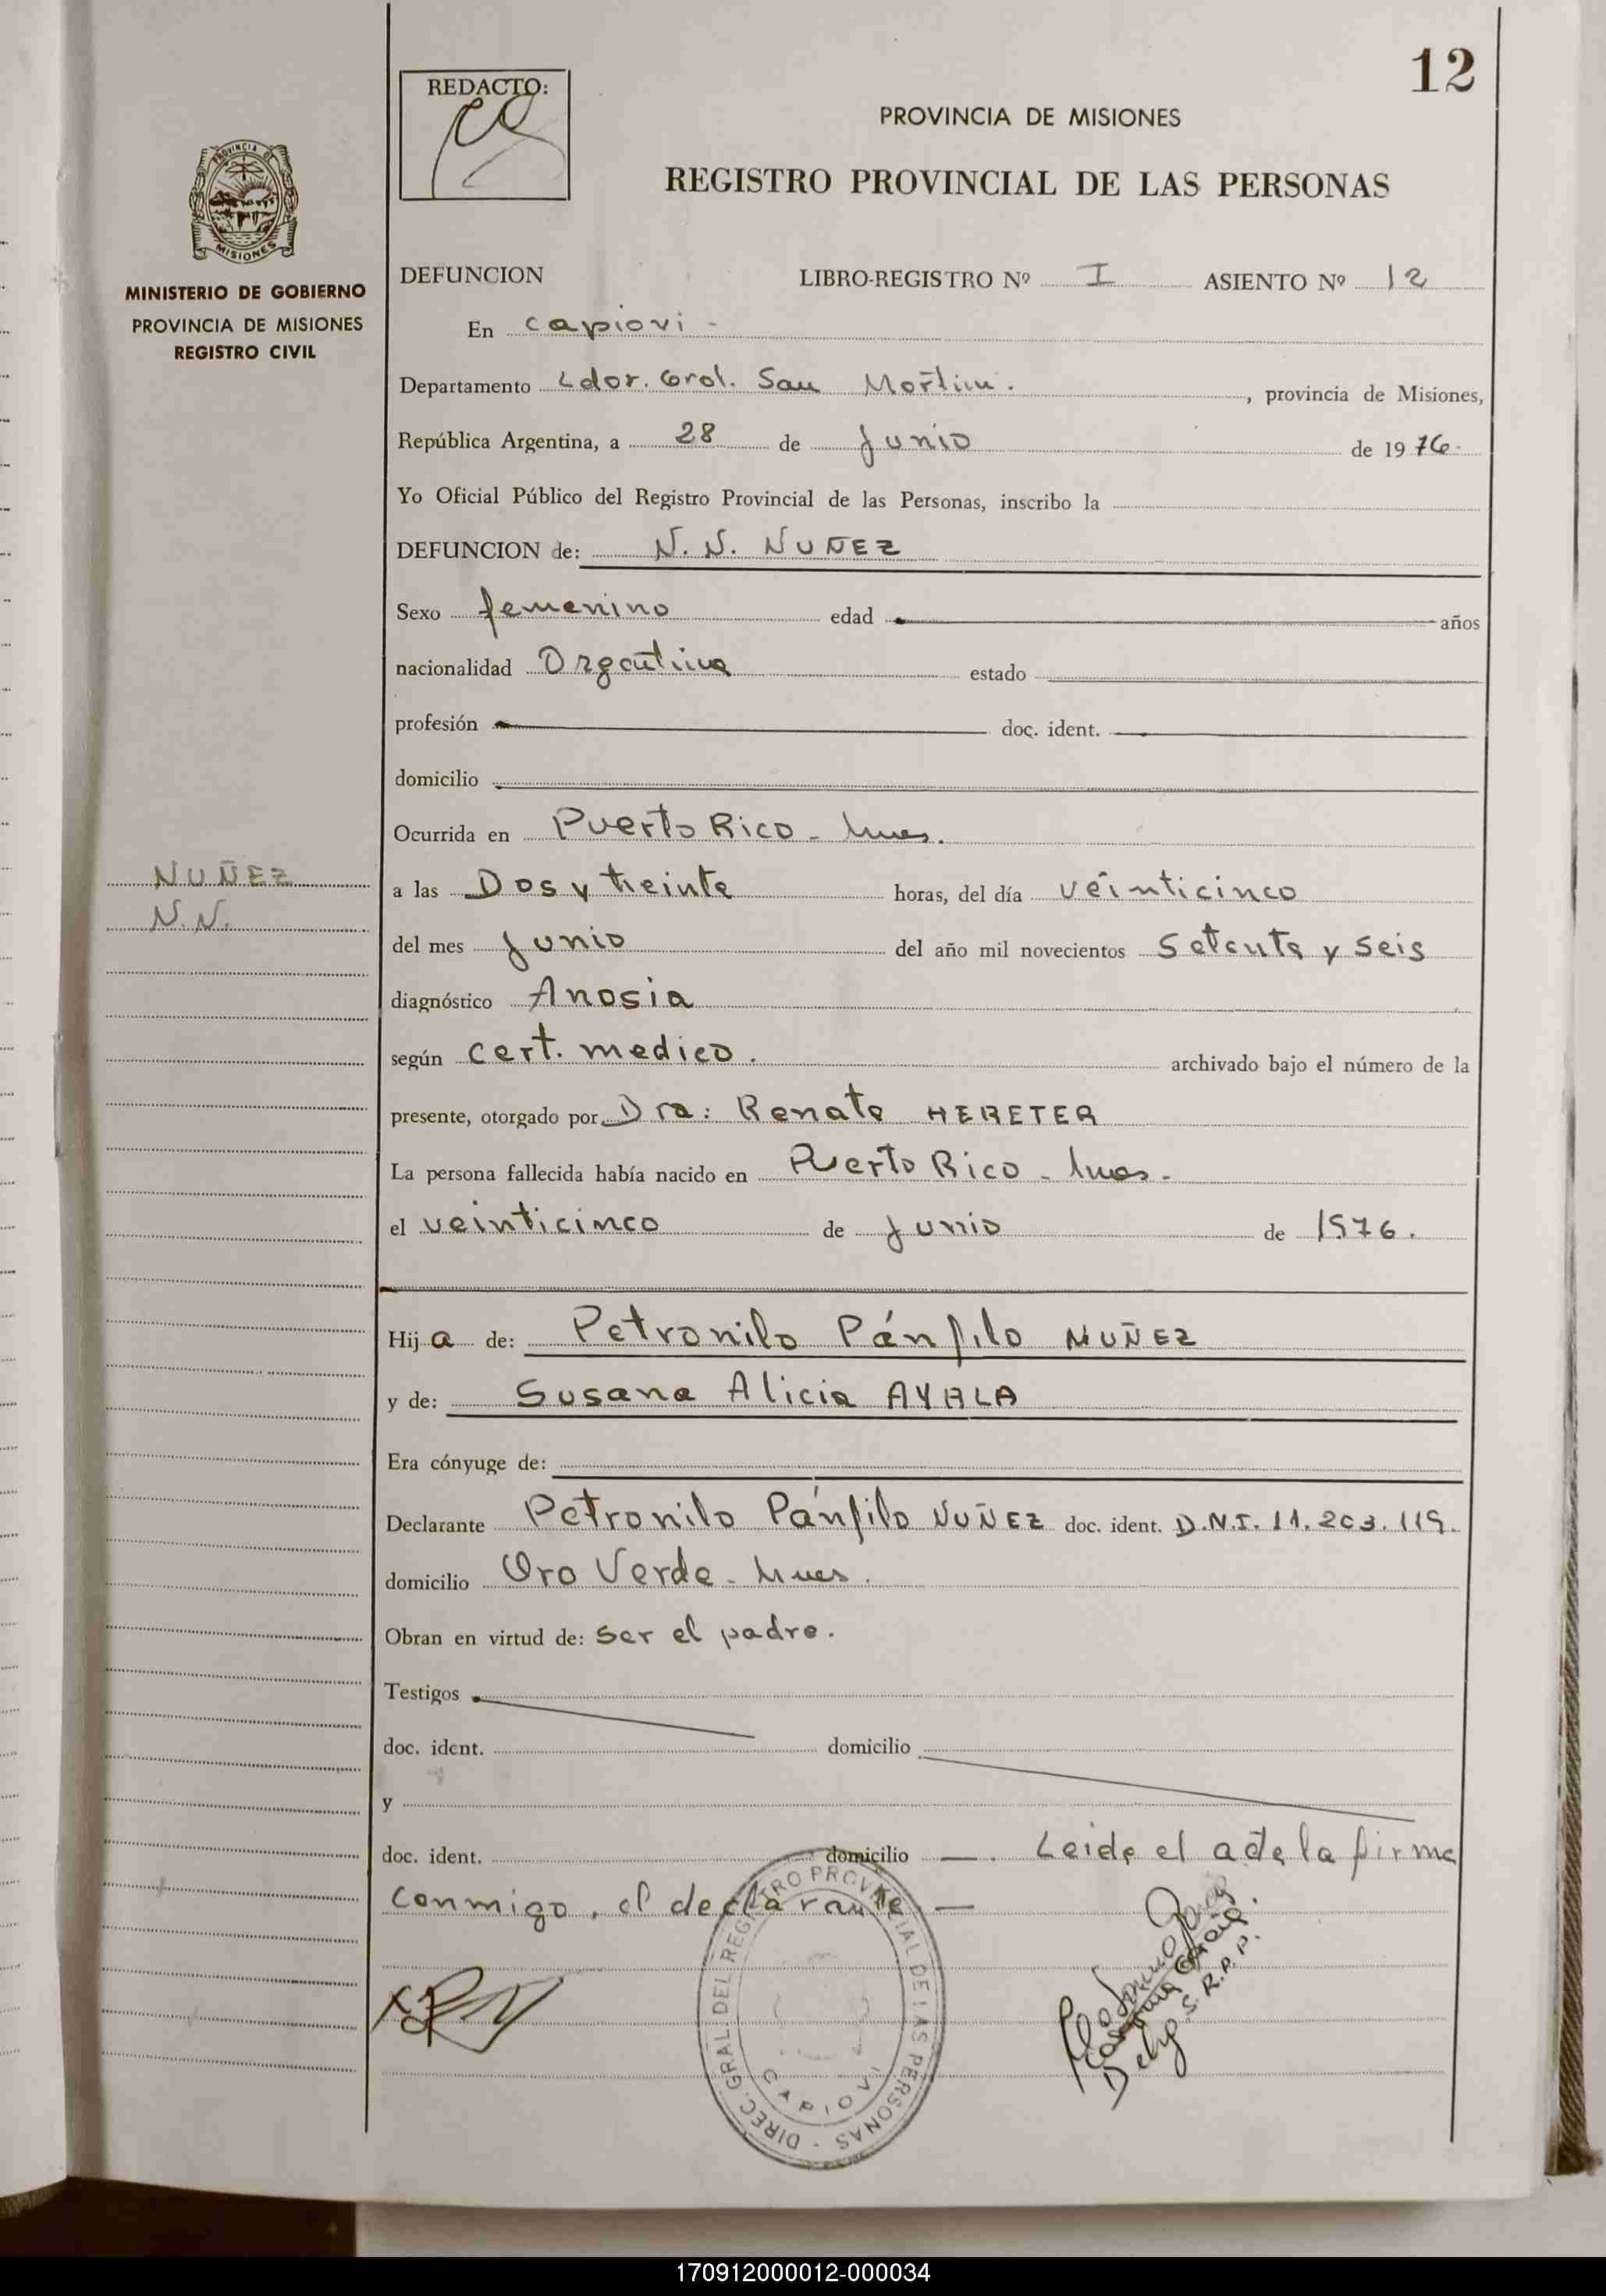 12
REDACTO:
PROVINCIA DE MISIONES
REGISTRO PROVINCIAL DE LAS PERSONAS
PROVINCIA DE
MISIONES
MINISTERIO DE GOBIERNO
PROVINCIA DE MISIONES
REGISTRO CIVIL
DEFUNCION LIBRO-REGISTRO Nº I ASIENTO Nº 12
En capiovi -
Departamento Ldor. Gral. San Martin. , provincia de Misiones,
República Argentina, a 28 de Junio de 1976.
Yo Oficial Público del Registro Provincial de las Personas, inscribo la
DEFUNCION de: N. N. NUÑEZ
Sexo femenino edad años
nacionalidad Argentina estado
profesión doc. ident.
domicilio
Ocurrida en Puerto Rico - Mnes.
NUÑEZ
N.N.
a las Dos y treinta horas, del día veinticinco
del mes Junio del año mil novecientos Setenta y Seis
diagnóstico Anosia
según cert. medico. archivado bajo el número de la
presente, otorgado por Dra: Renate HERETER
La persona fallecida había nacido en Puerto Rico - Mnes.
el veinticinco de Junio de 1976.
Hija de: Petronilo Pánfilo NUÑEZ
y de: Susana Alicia AYALA
Era cónyuge de:
Declarante Petronilo Pánfilo NUÑEZ doc. ident. D.N.I. 11.203.119.
domicilio Oro Verde - Mnes.
Obran en virtud de: Ser el padre.
Testigos
doc. ident. domicilio
y
doc. ident. domicilio —. Leida el acta la firma
conmigo, el declarante —
DIREC. GRAL. DEL REGISTRO PROVINCIAL DE LAS PERSONAS -
CAPIOVI
S. R.P.P.
170912000012-000034